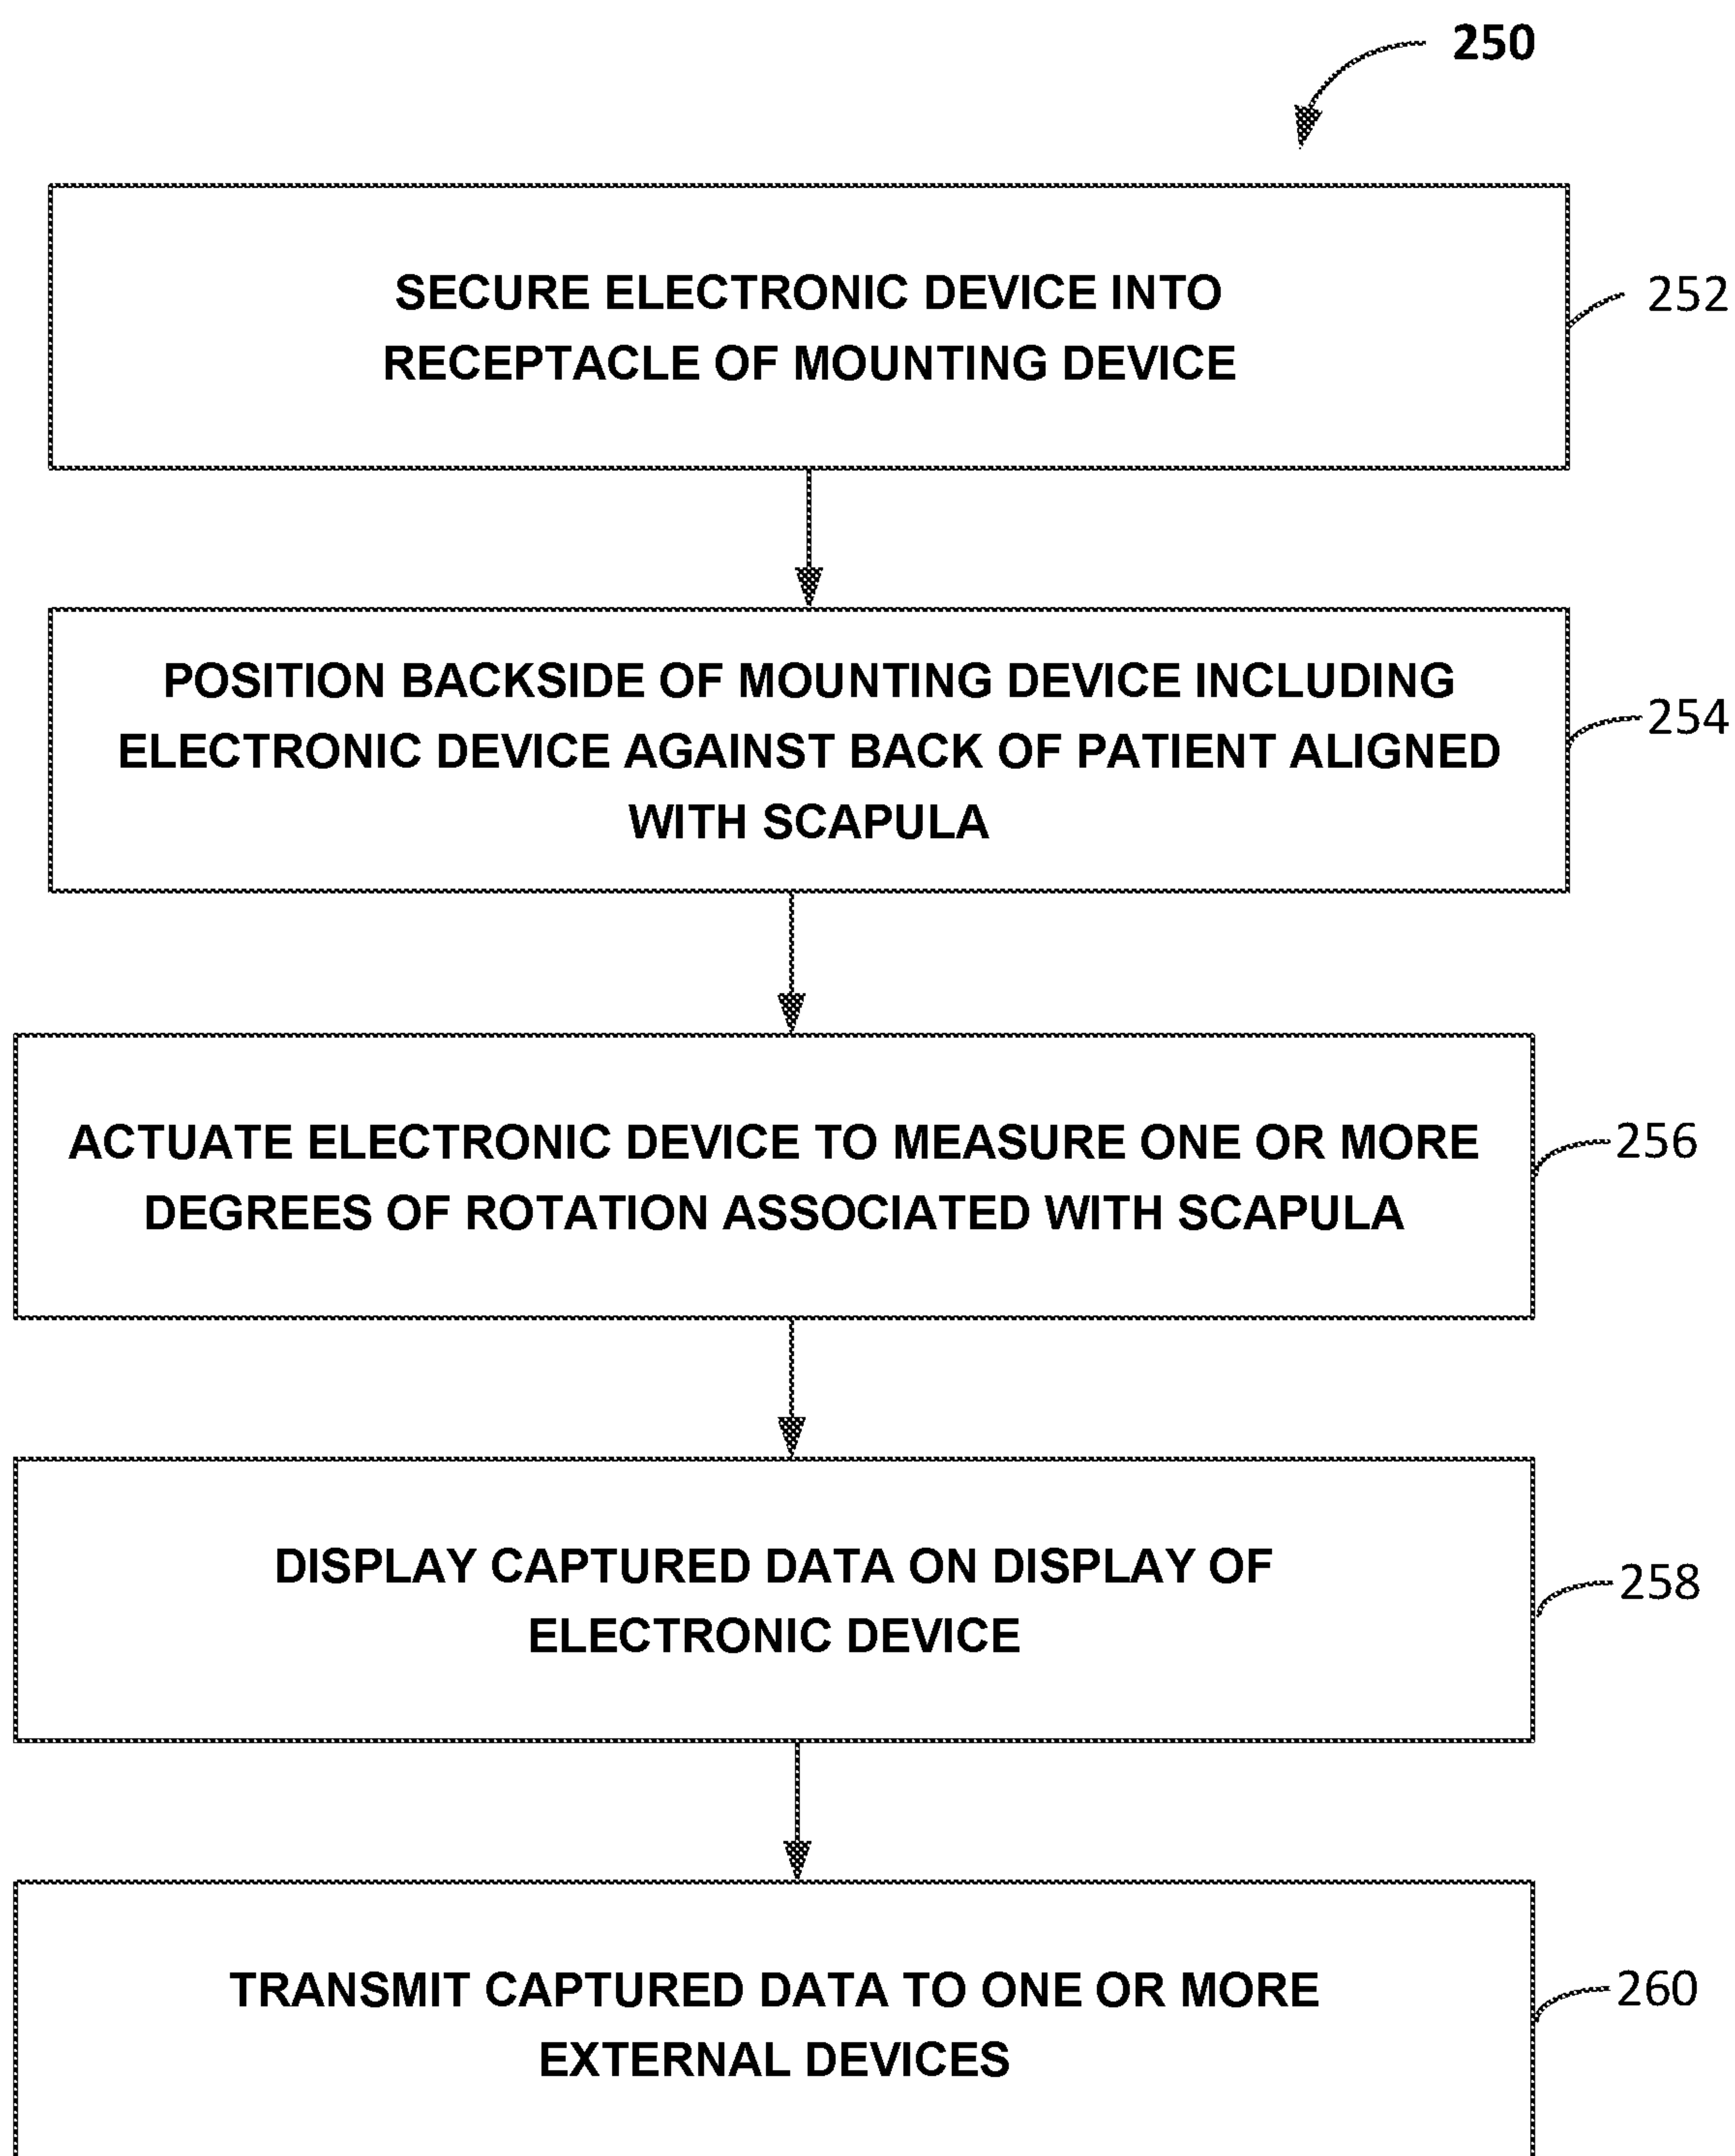 250
SECURE ELECTRONIC DEVICE INTO
RECEPTACLE OF MOUNTING DEVICE
252
POSITION BACKSIDE OF MOUNTING DEVICE INCLUDING
ELECTRONIC DEVICE AGAINST BACK OF PATIENT ALIGNED
WITH SCAPULA
254
ACTUATE ELECTRONIC DEVICE TO MEASURE ONE OR MORE
DEGREES OF ROTATION ASSOCIATED WITH SCAPULA
256
DISPLAY CAPTURED DATA ON DISPLAY OF
ELECTRONIC DEVICE
258
TRANSMIT CAPTURED DATA TO ONE OR MORE
EXTERNAL DEVICES
260